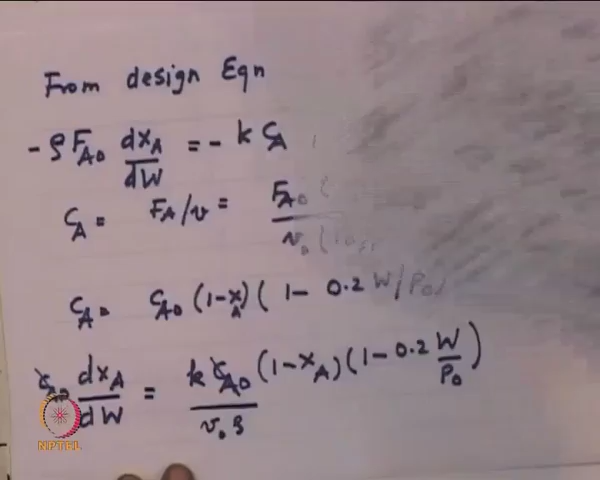 From design Eqn
- ρ F_A0 dx_A/dW = - k C_A
C_A = F_A/v = F_A0 / v_0 (
C_A = C_A0 (1-x_A) (1 - 0.2 W/P_0)
C_A0 dx_A/dW = k C_A0 / v_0 ρ (1-x_A) (1-0.2 W/P_0)
NPTEL